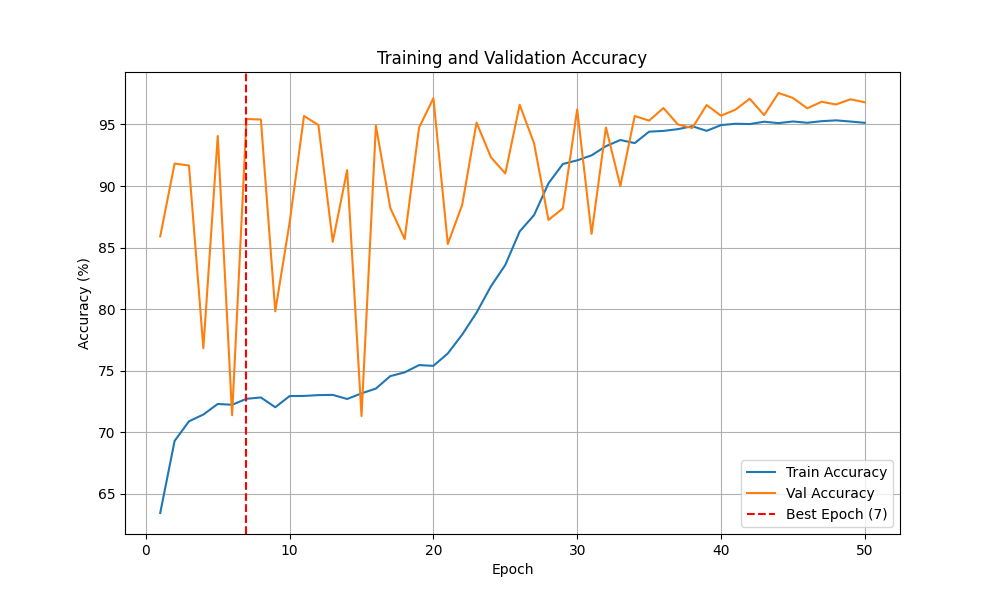 Training and Validation Accuracy
Accuracy (%)
95
90
85
80
75
70
65
0 10 20 30 40 50
Epoch
Train Accuracy
Val Accuracy
Best Epoch (7)